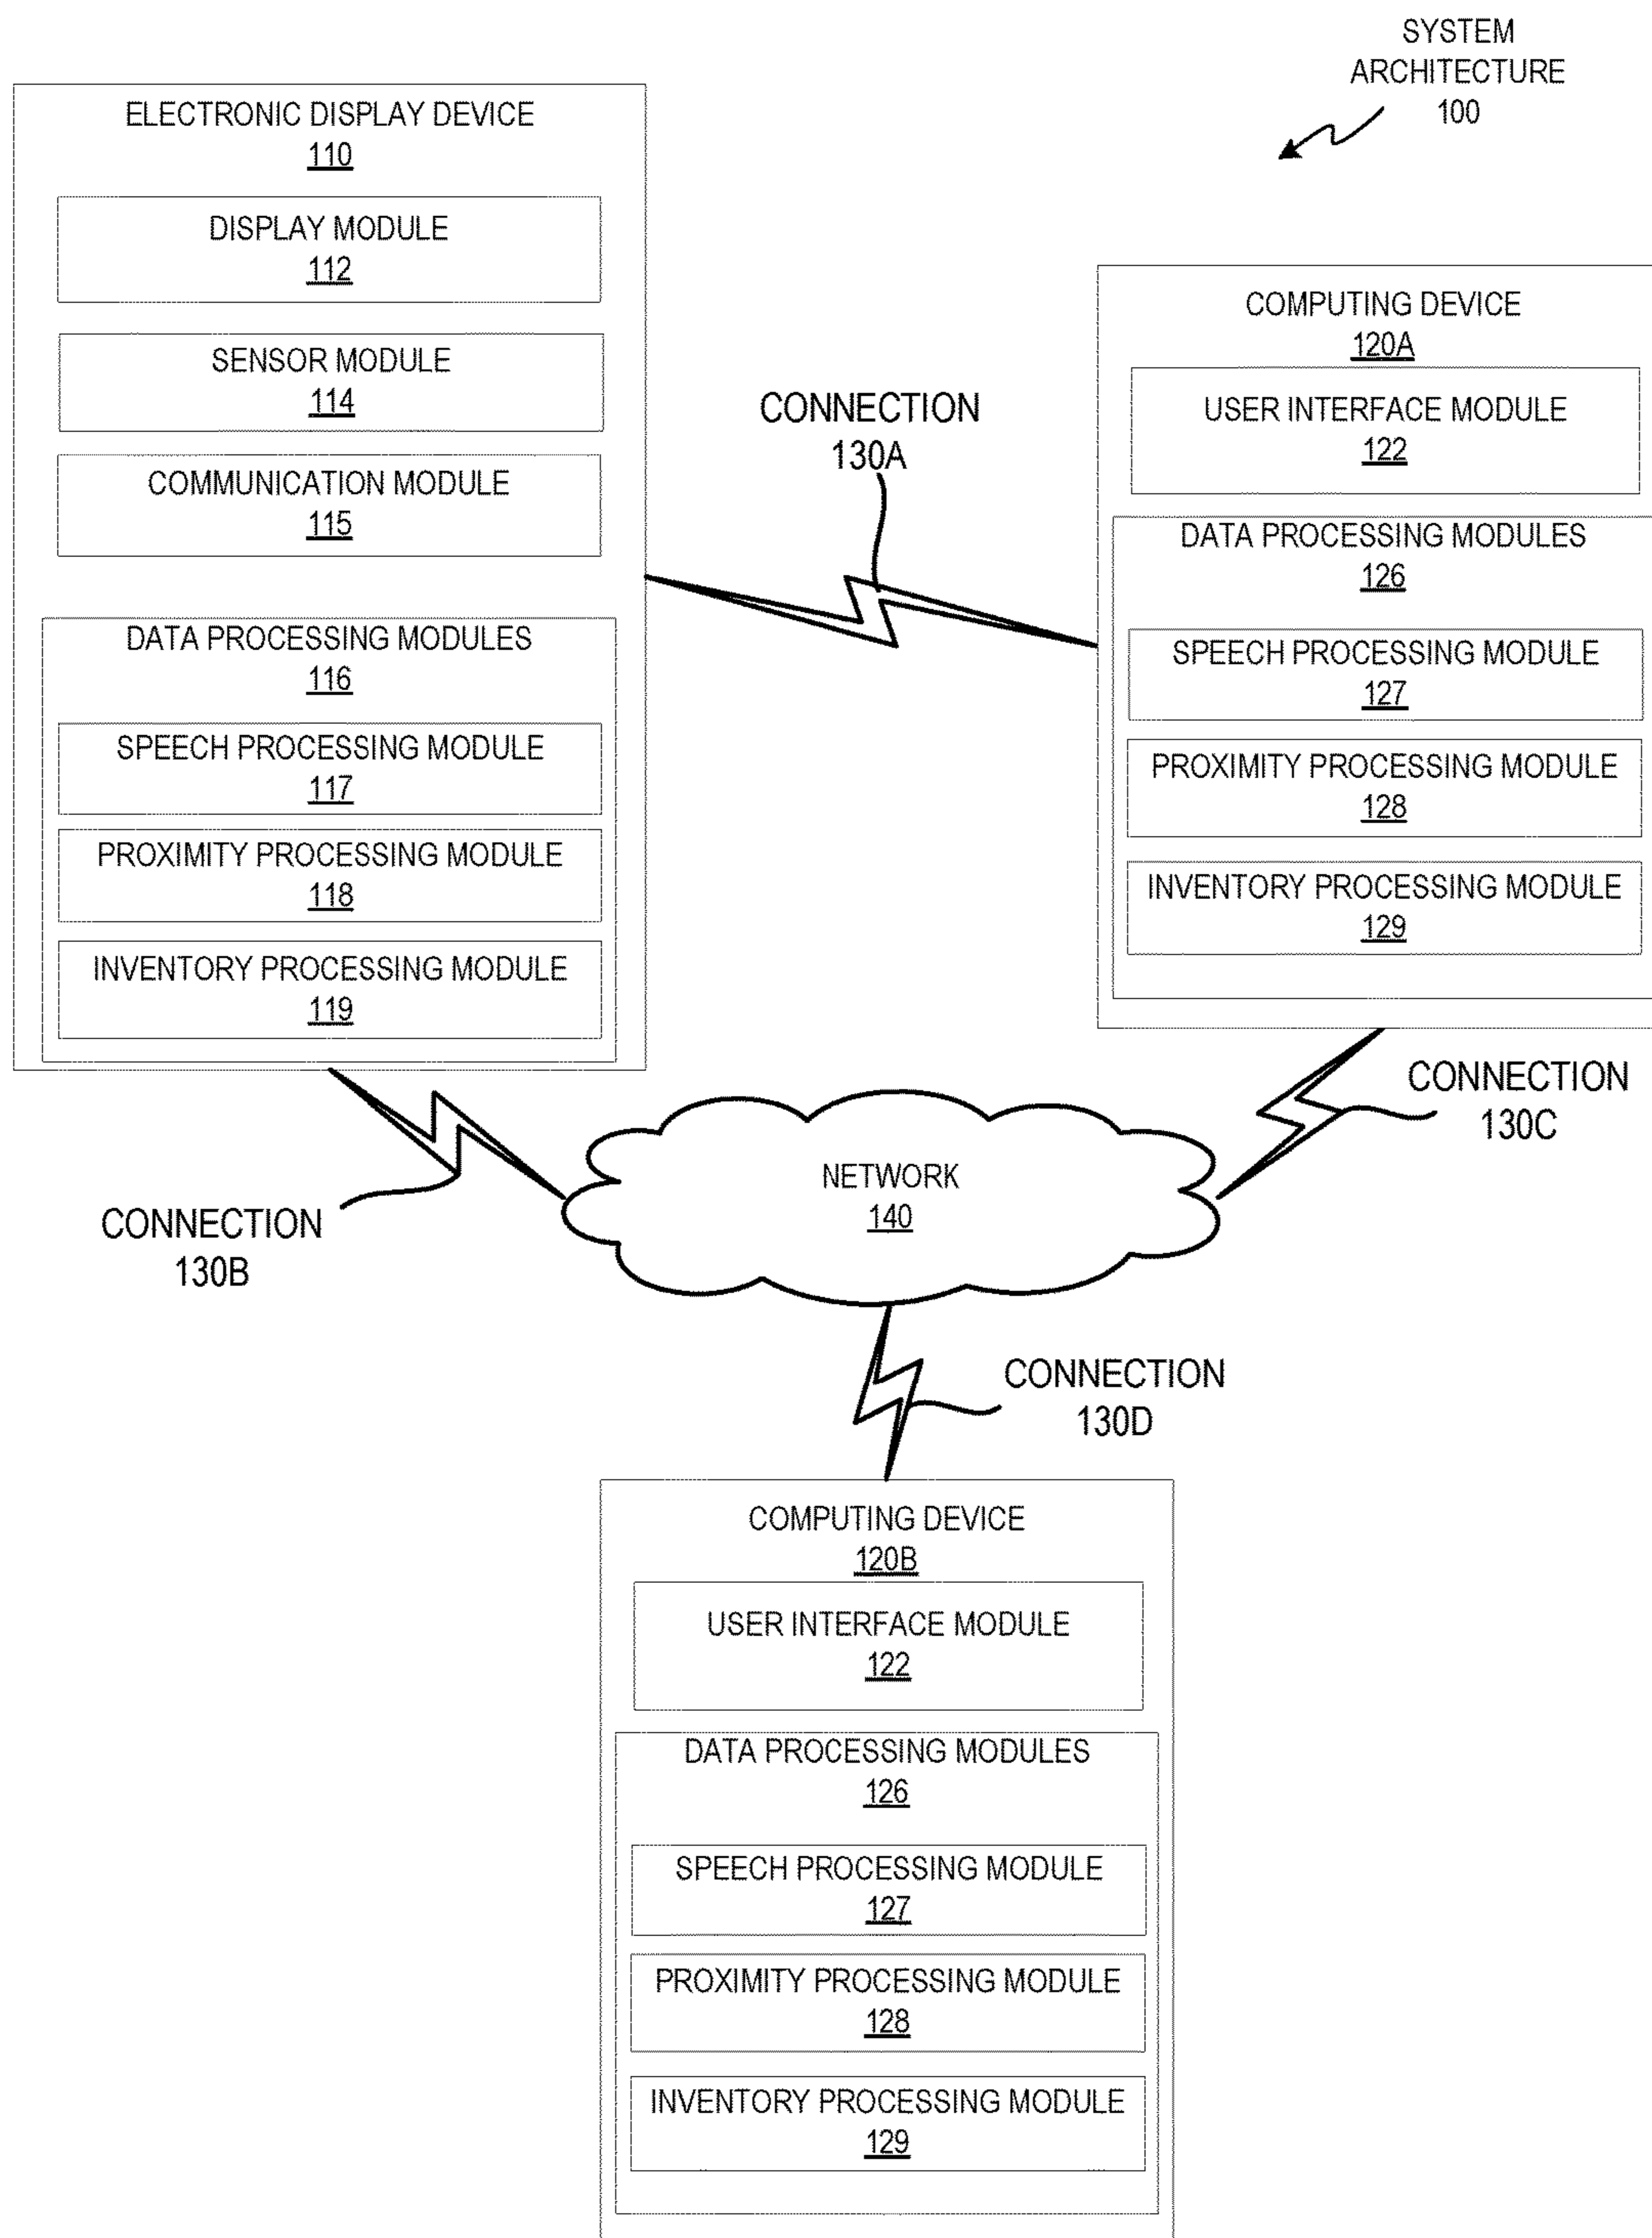 SYSTEM
ARCHITECTURE
100
ELECTRONIC DISPLAY DEVICE
110
DISPLAY MODULE
112
SENSOR MODULE
114
COMMUNICATION MODULE
115
DATA PROCESSING MODULES
116
SPEECH PROCESSING MODULE
117
PROXIMITY PROCESSING MODULE
118
INVENTORY PROCESSING MODULE
119
CONNECTION
130A
COMPUTING DEVICE
120A
USER INTERFACE MODULE
122
DATA PROCESSING MODULES
126
SPEECH PROCESSING MODULE
127
PROXIMITY PROCESSING MODULE
128
INVENTORY PROCESSING MODULE
129
CONNECTION
130B
NETWORK
140
CONNECTION
130C
CONNECTION
130D
COMPUTING DEVICE
120B
USER INTERFACE MODULE
122
DATA PROCESSING MODULES
126
SPEECH PROCESSING MODULE
127
PROXIMITY PROCESSING MODULE
128
INVENTORY PROCESSING MODULE
129